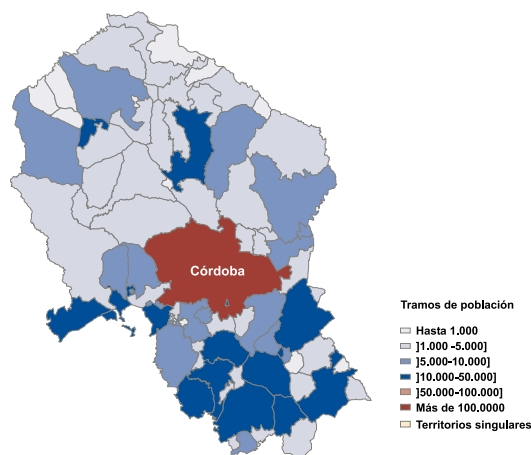 Córdoba
Tramos de población
Hasta 1.000
]1.000 -5.000]
]5.000-10.000]
]10.000-50.000]
]50.000-100.000]
Más de 100.0000
Territorios singulares